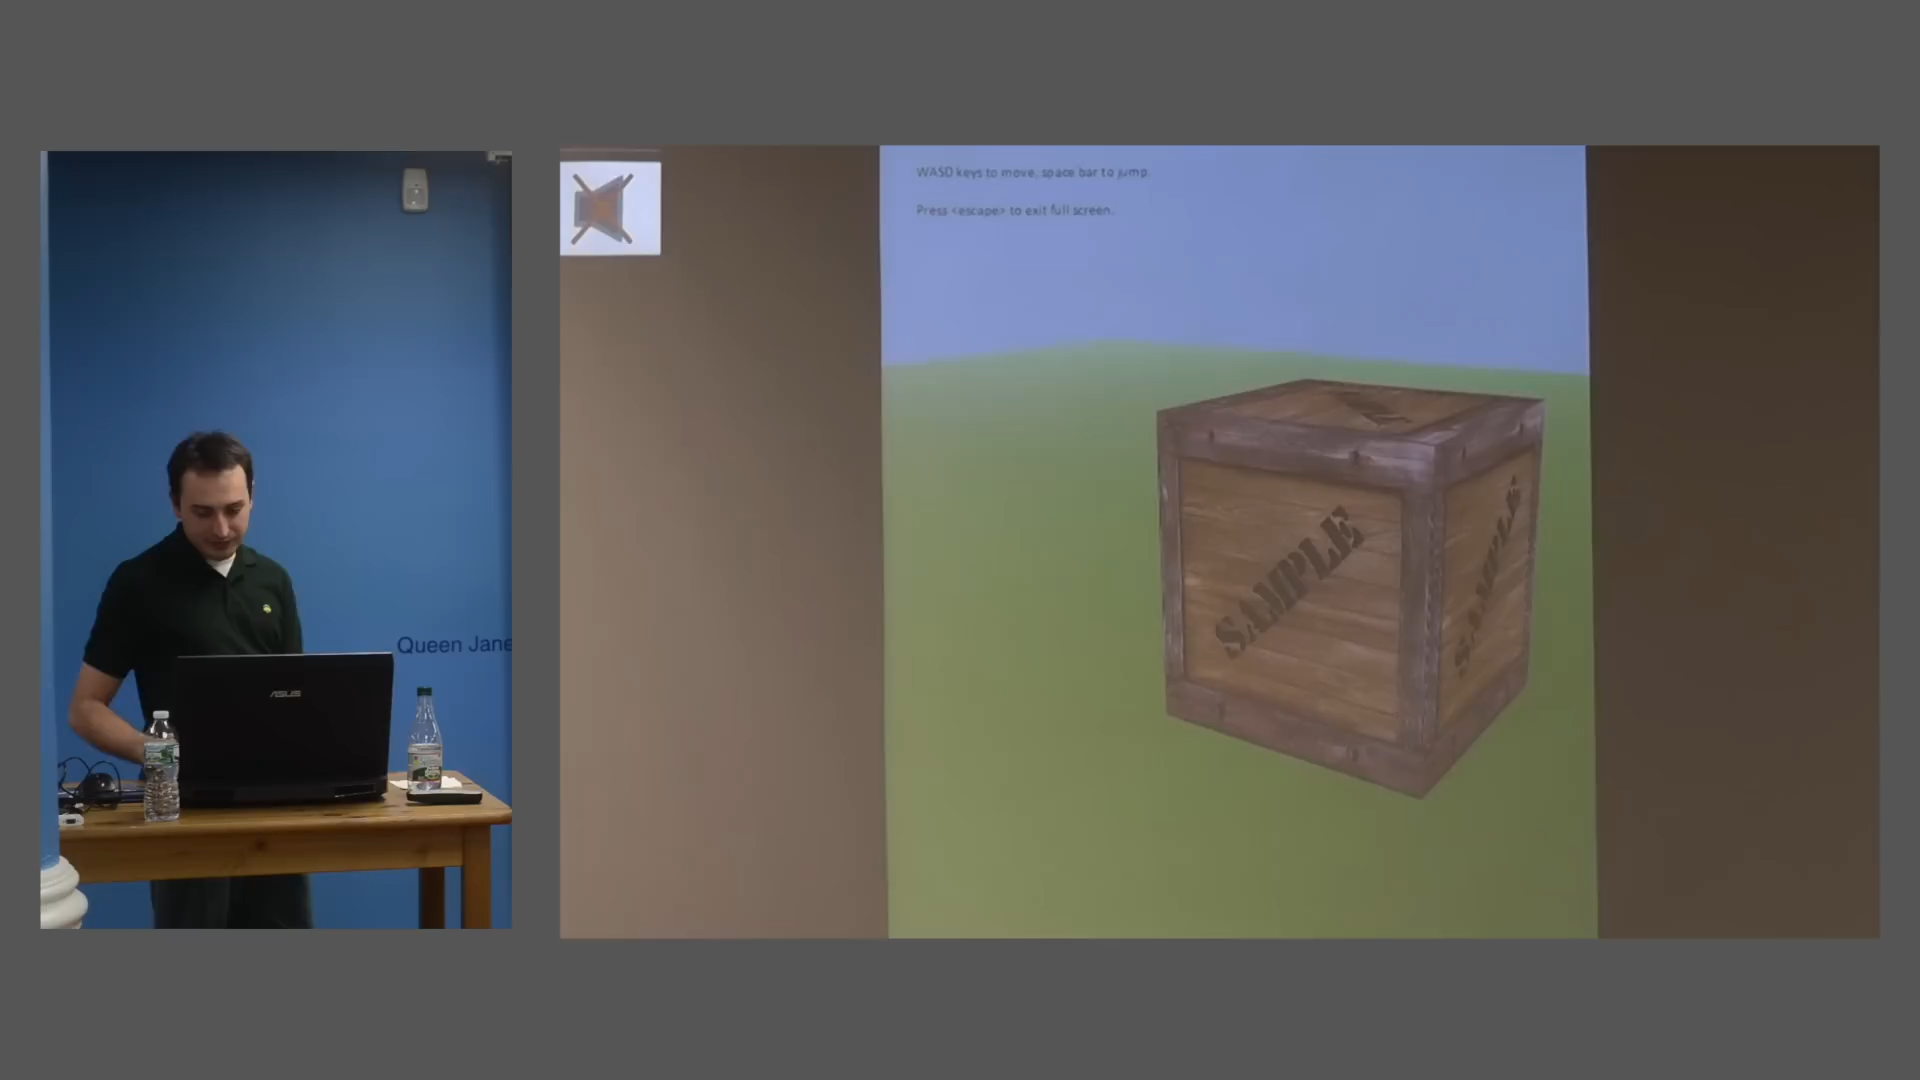 WASD keys to move, space bar to jump.
Press <escape> to exit full screen.
SAMPLE
SAMPLE
Queen Jane
ASUS